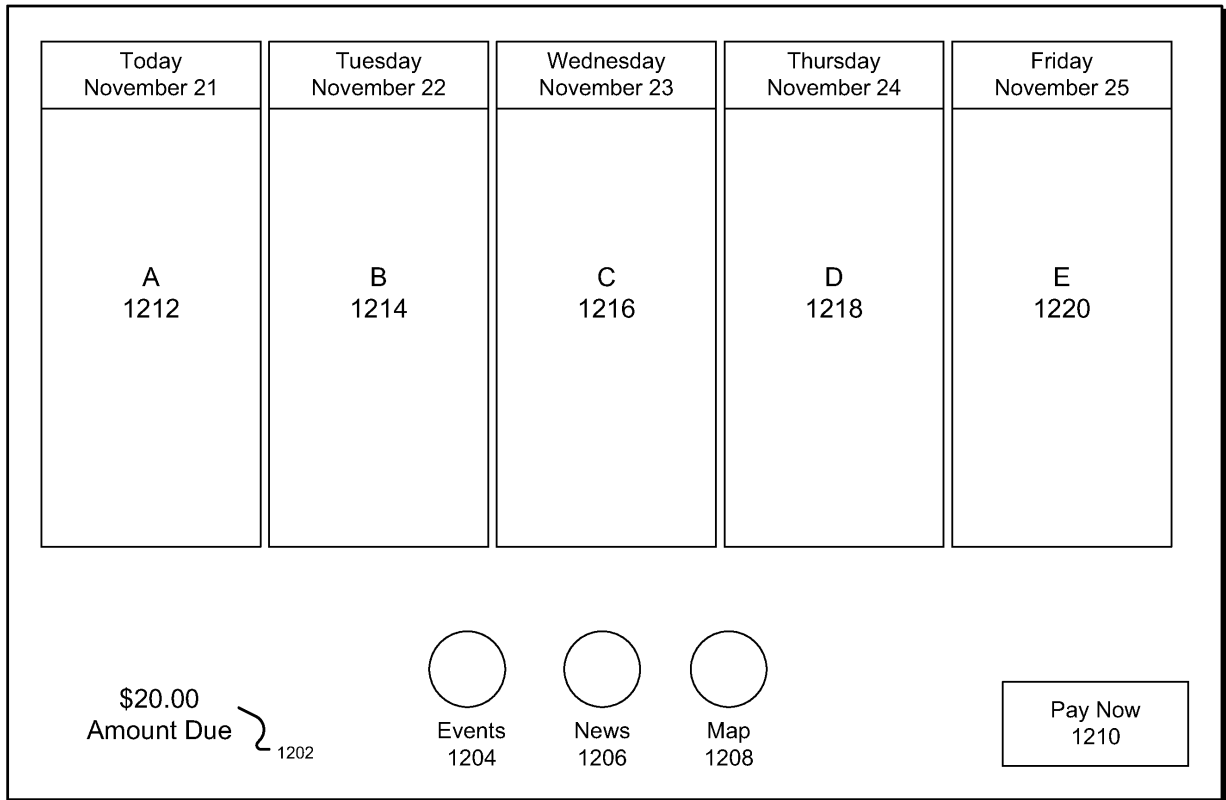 Today
November 21
Tuesday
November 22
Wednesday
November 23
Thursday
November 24
Friday
November 25
A
1212
B
1214
C
1216
D
1218
E
1220
$20.00
Amount Due
1202
Events
1204
News
1206
Map
1208
Pay Now
1210